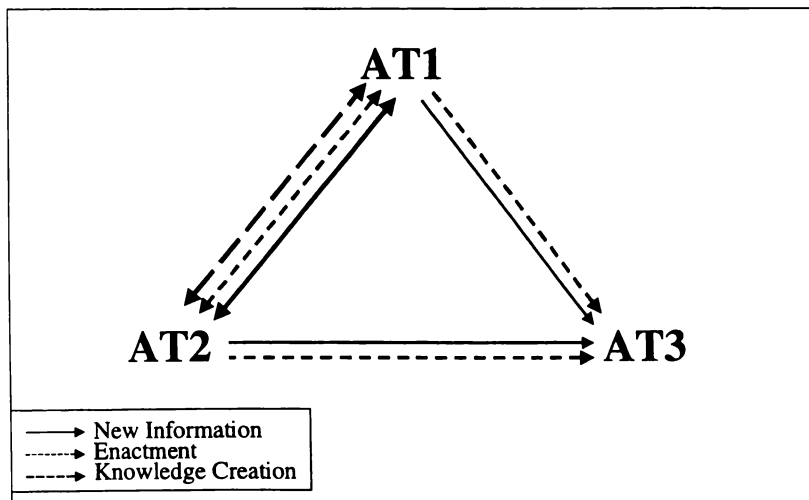 AT1
AT2
AT3
New Information
Enactment
Knowledge Creation